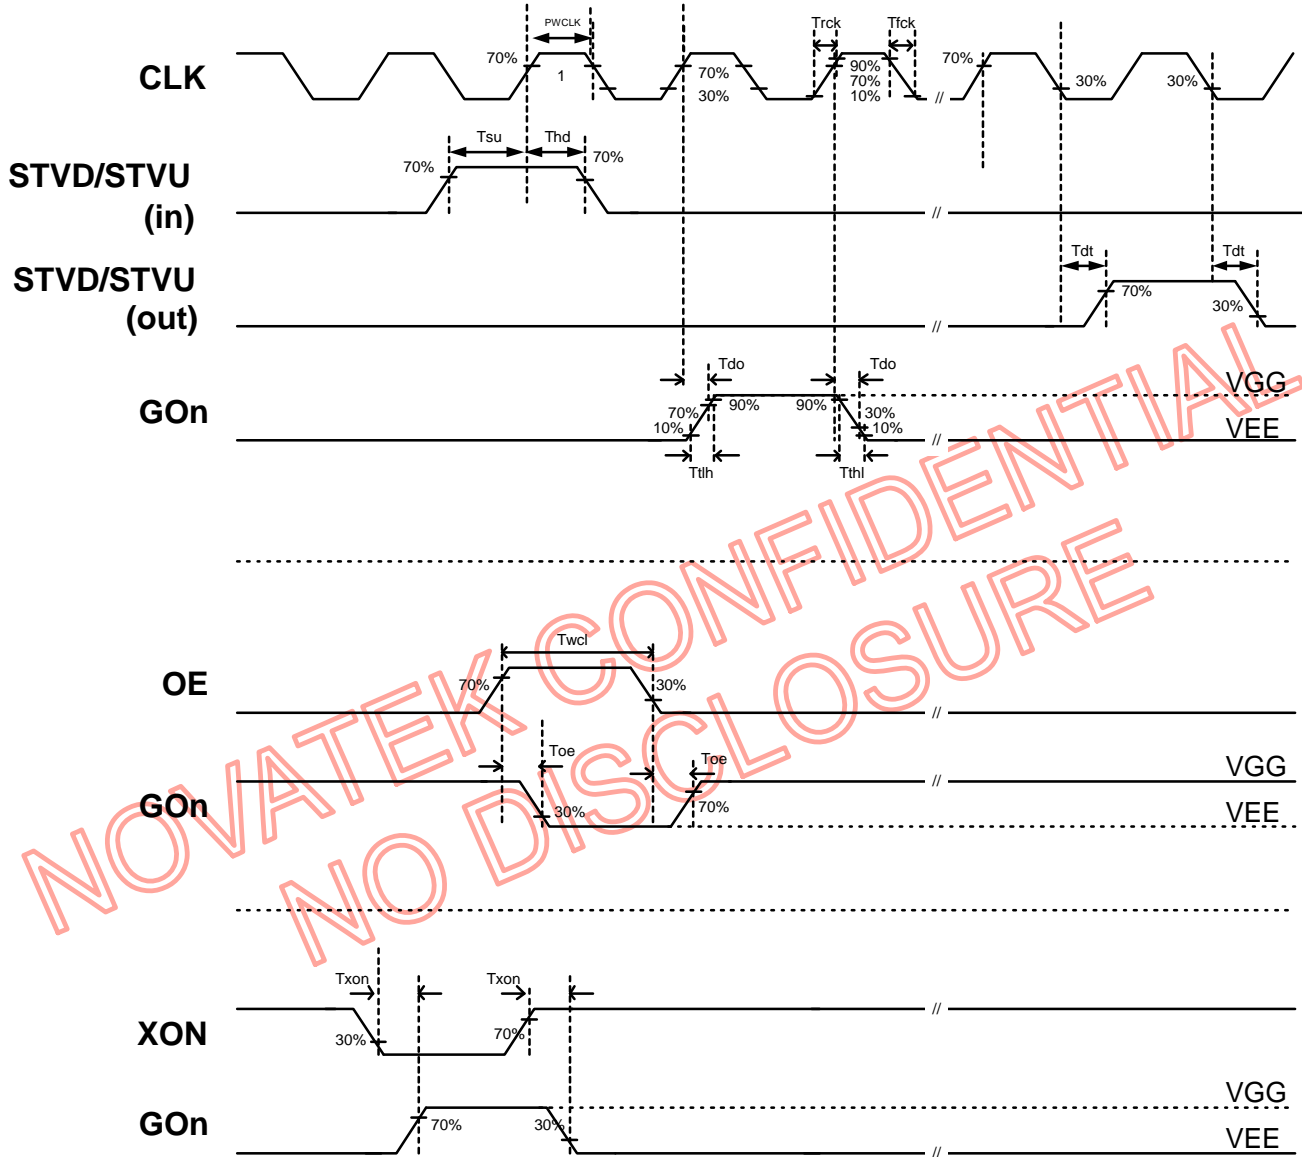 PWCLK
Trck
Tfck
CLK
70%
1
70%
30%
90%
70%
10%
//
70%
30%
30%
Tsu
Thd
STVD/STVU
(in)
70%
70%
//
STVD/STVU
(out)
Tdt
Tdt
70%
30%
//
GOn
Tdo
Tdo
VGG
70%
10%
90%
90%
30%
10%
VEE
//
Ttlh
Tthl
OE
Twcl
70%
30%
//
GOn
Toe
Toe
VGG
30%
70%
VEE
//
XON
Txon
Txon
30%
70%
//
GOn
VGG
70%
30%
VEE
//
NOVATEK CONFIDENTIAL
NO DISCLOSURE